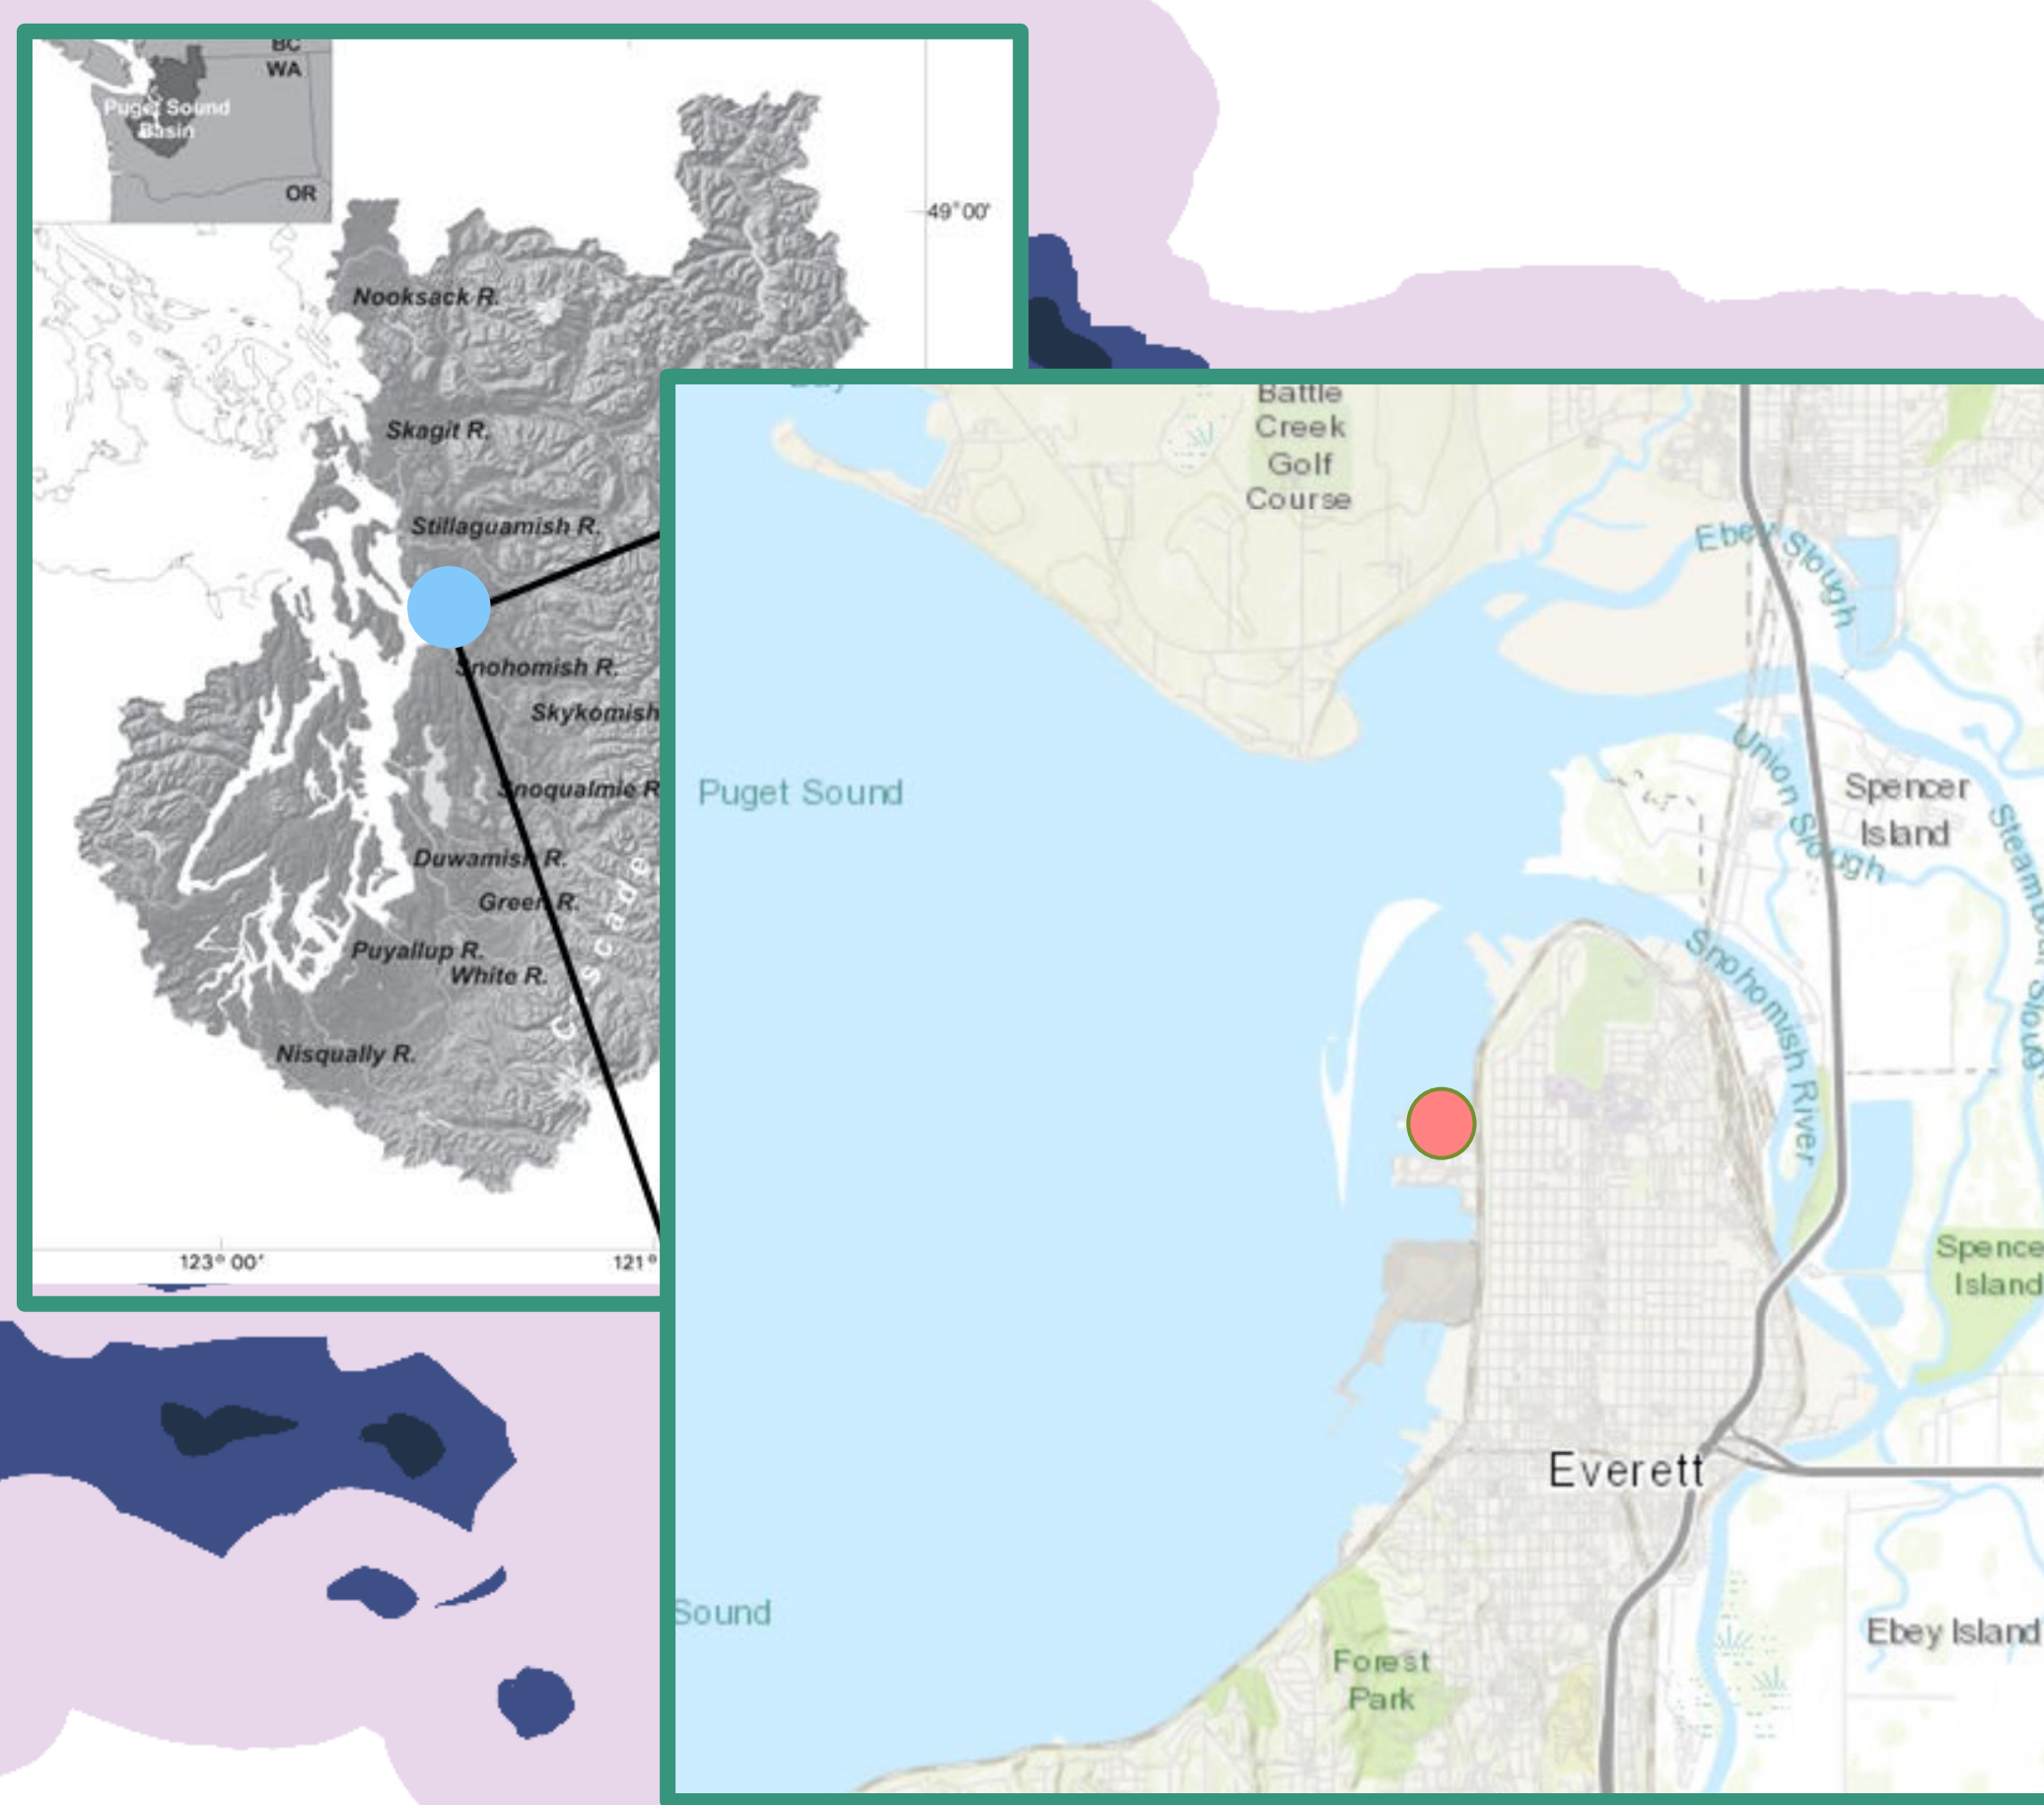 BC
WA
Puget Sound
Basin
OR
49°00'
Nooksack R.
Skagit R.
Stillaguamish R.
Snohomish R.
Skykomish
Snoqualmie R
Duwamish R.
Green R.
Cascade
Puyallup R.
White R.
Nisqually R.
123° 00'
121°
Bay
Battle
Creek
Golf
Course
Ebey Slough
Puget Sound
Union Slough
Spencer
Island
Steamboat Slough
Snohomish River
Spence
Island
Everett
Sound
Forest
Park
Ebey Island